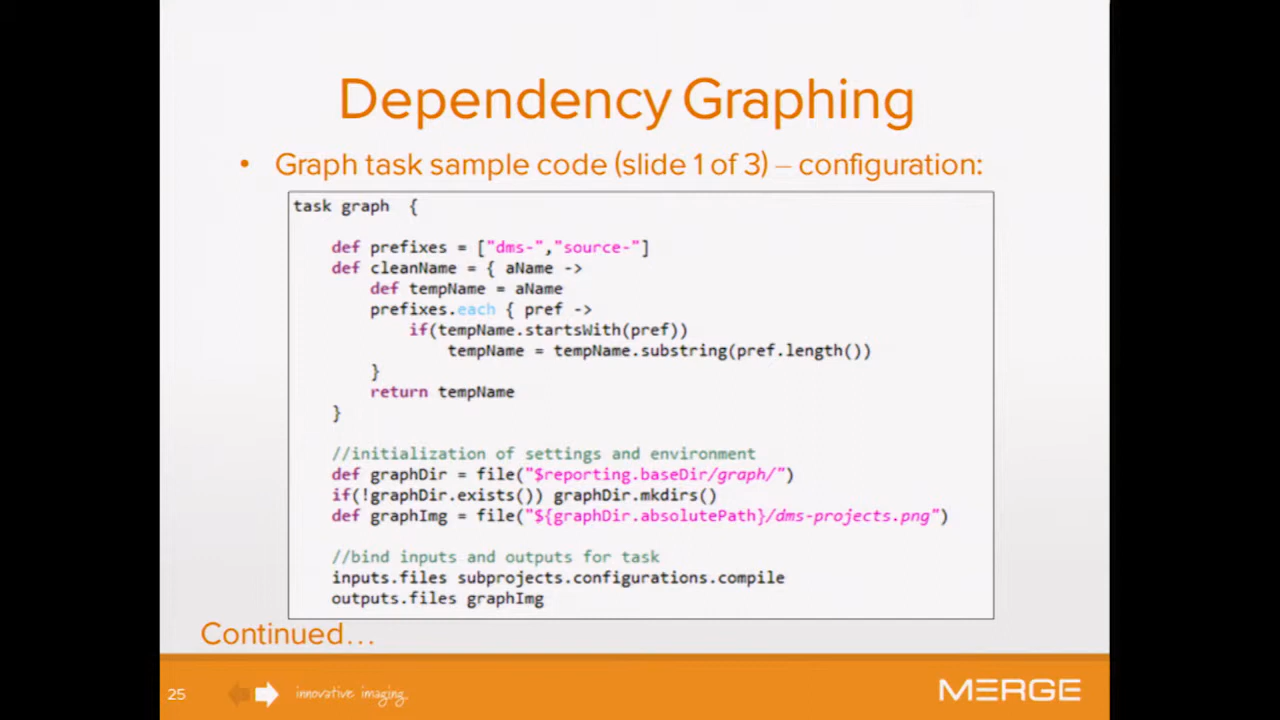 Dependency Graphing
• Graph task sample code (slide 1 of 3) – configuration:
task graph  {
def prefixes = ["dms-","source-"]
def cleanName = { aName ->
def tempName = aName
prefixes.each { pref ->
if(tempName.startsWith(pref))
tempName = tempName.substring(pref.length())
}
return tempName
}
//initialization of settings and environment
def graphDir = file("$reporting.baseDir/graph/")
if(!graphDir.exists()) graphDir.mkdirs()
def graphImg = file("${graphDir.absolutePath}/dms-projects.png")
//bind inputs and outputs for task
inputs.files subprojects.configurations.compile
outputs.files graphImg
Continued…
25
innovative imaging.
MERGE